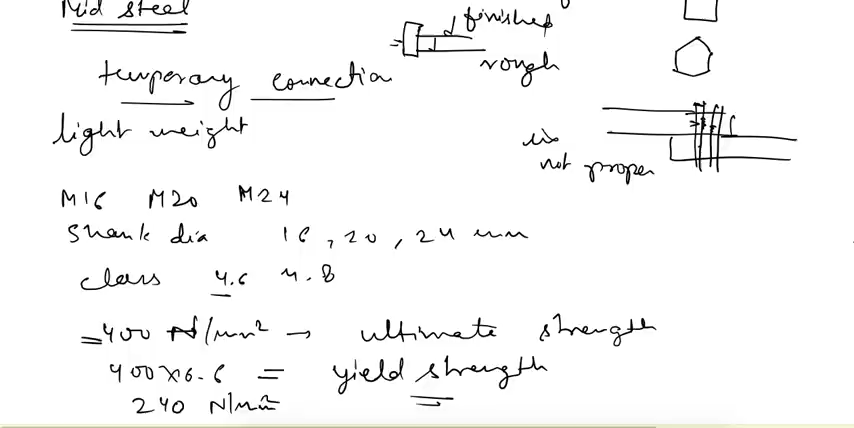 Mid steel
finished
rough
temporary connection
light weight
is
not proper
M16 M20 M24
Shank dia 16, 20, 24 mm
class 4.6 4.8
=400 N/mm² → ultimate strength
400×6.6 = yield strength
240 N/mm²